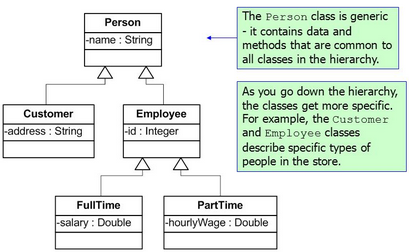 Person
-name : String
The Person class is generic
- it contains data and
methods that are common to
all classes in the hierarchy.
Customer
-address : String
Employee
-id : Integer
As you go down the hierarchy,
the classes get more specific.
For example, the Customer
and Employee classes
describe specific types of
people in the store.
FullTime
-salary : Double
PartTime
-hourlyWage : Double